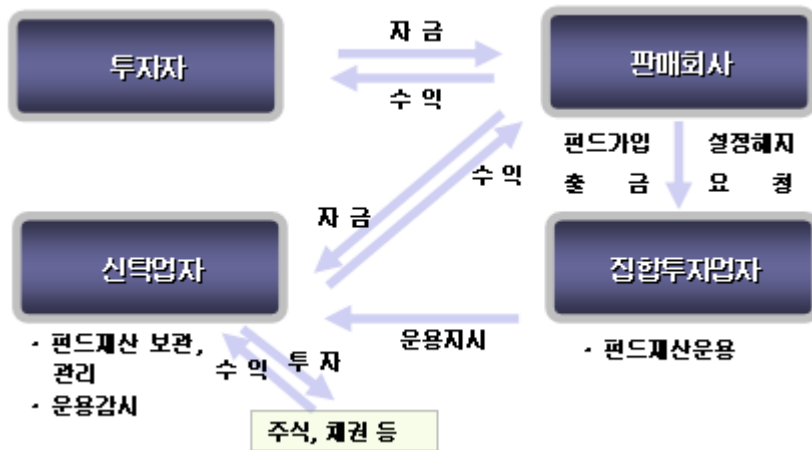 자 금
투자자
판매회사
수 익
펀드가입 설정해지
출 금 요 청
수 익
자 금
신탁업자
집합투자업자
운용지시
· 펀드재산 보관,
관리
· 운용감시
수 익
투 자
· 펀드재산운용
주식, 채권 등